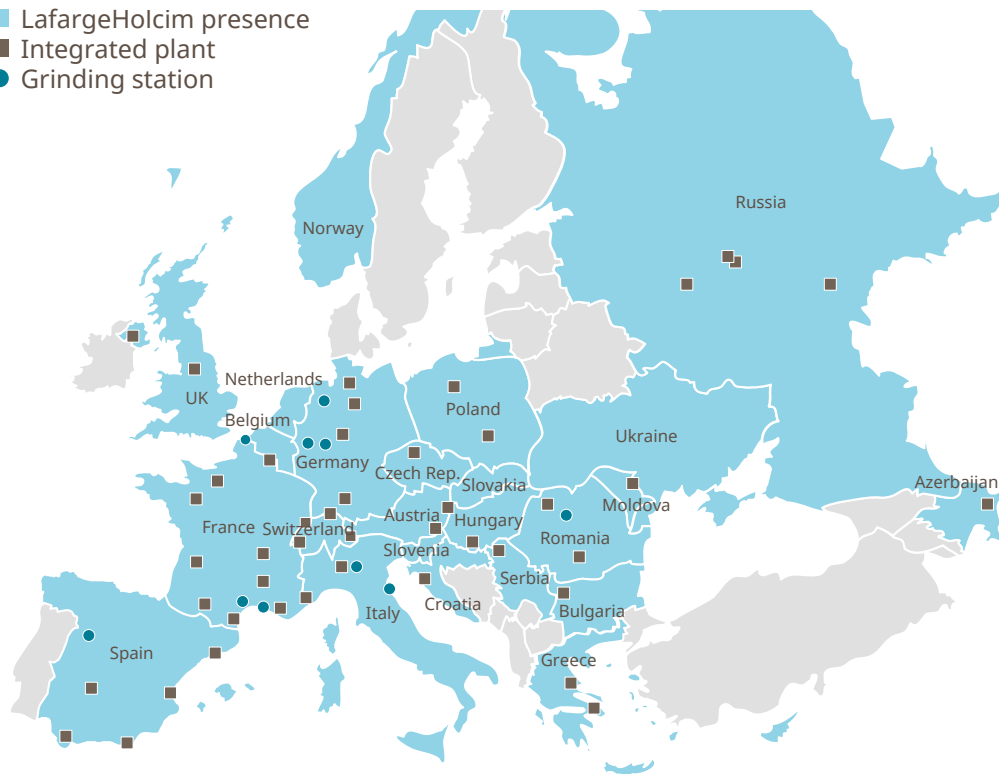 LafargeHolcim presence
Integrated plant
Grinding station
Russia
Norway
Netherlands
UK
Belgium
Poland
Ukraine
Germany
Czech Rep.
Slovakia
Azerbaijan
Moldova
France
Switzerland
Austria
Hungary
Romania
Slovenia
Serbia
Croatia
Bulgaria
Italy
Spain
Greece